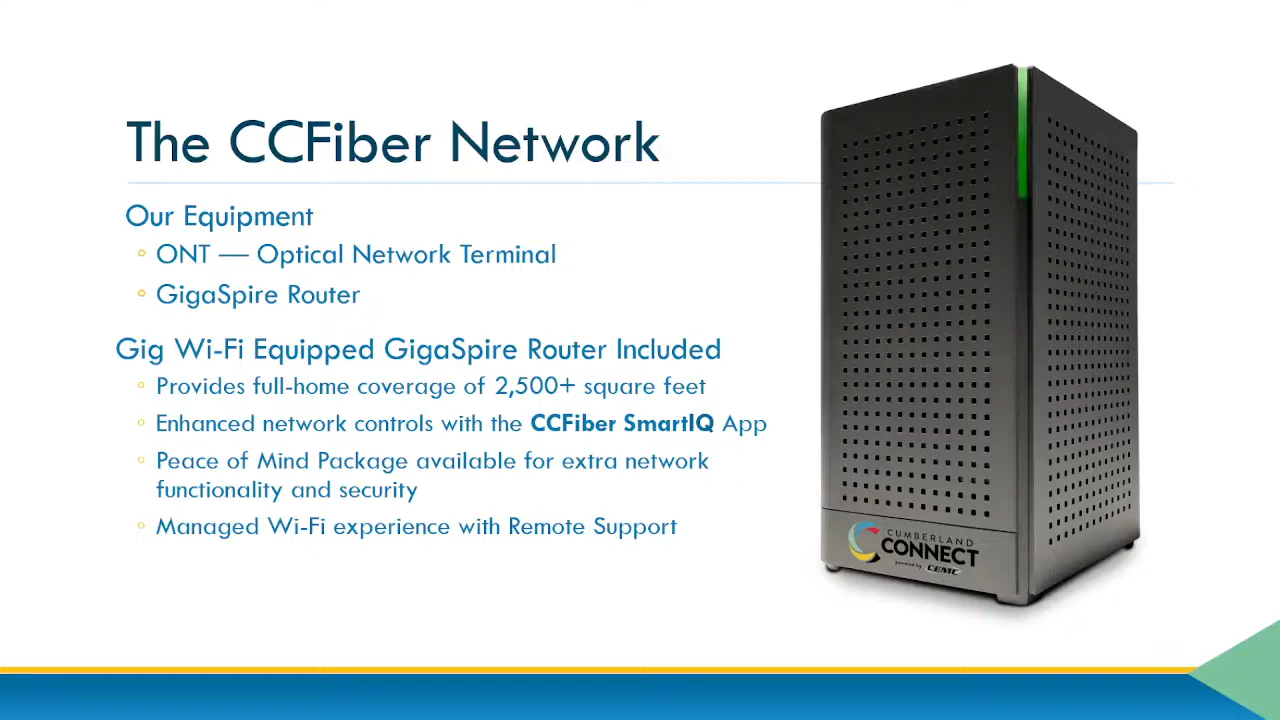 The CCFiber Network
Our Equipment
◦ ONT — Optical Network Terminal
◦ GigaSpire Router
Gig Wi-Fi Equipped GigaSpire Router Included
◦ Provides full-home coverage of 2,500+ square feet
◦ Enhanced network controls with the CCFiber SmartIQ App
◦ Peace of Mind Package available for extra network
functionality and security
◦ Managed Wi-Fi experience with Remote Support
CUMBERLAND
CONNECT
powered by CEMC